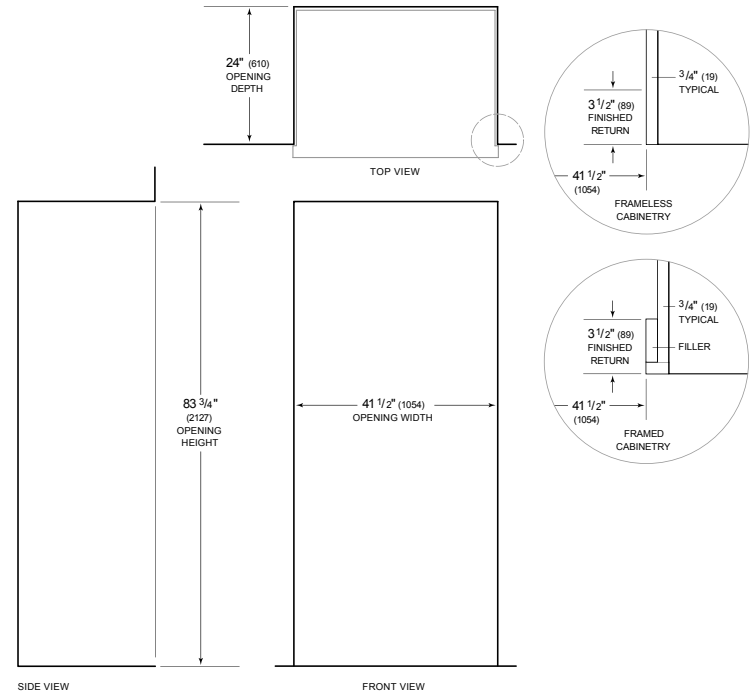 24" (610)
OPENING
DEPTH
TOP VIEW
3/4" (19)
TYPICAL
3 1/2" (89)
FINISHED
RETURN
41 1/2"
(1054)
FRAMELESS
CABINETRY
3/4" (19)
TYPICAL
3 1/2" (89)
FINISHED
RETURN
FILLER
41 1/2"
(1054)
FRAMED
CABINETRY
83 3/4"
(2127)
OPENING
HEIGHT
41 1/2" (1054)
OPENING WIDTH
SIDE VIEW
FRONT VIEW